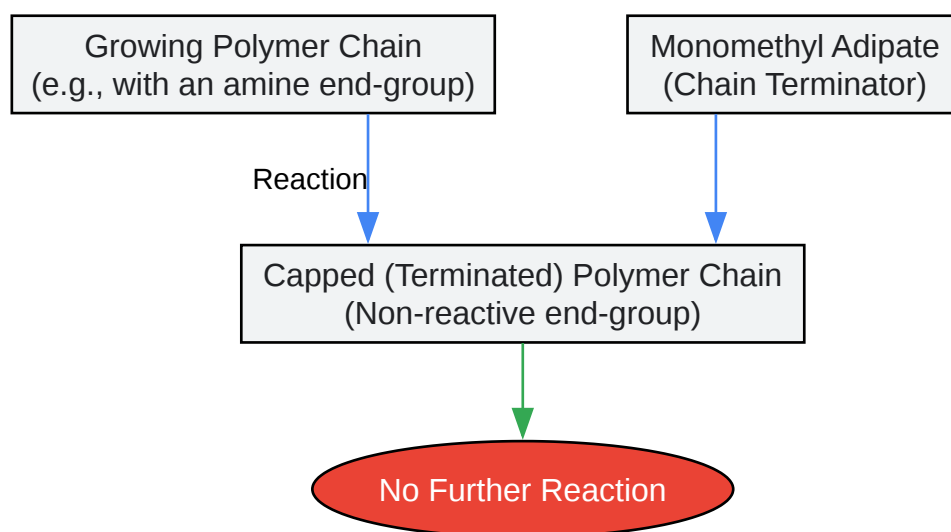 Growing Polymer Chain
(e.g., with an amine end-group)
Monomethyl Adipate
(Chain Terminator)
Reaction
Capped (Terminated) Polymer Chain
(Non-reactive end-group)
No Further Reaction